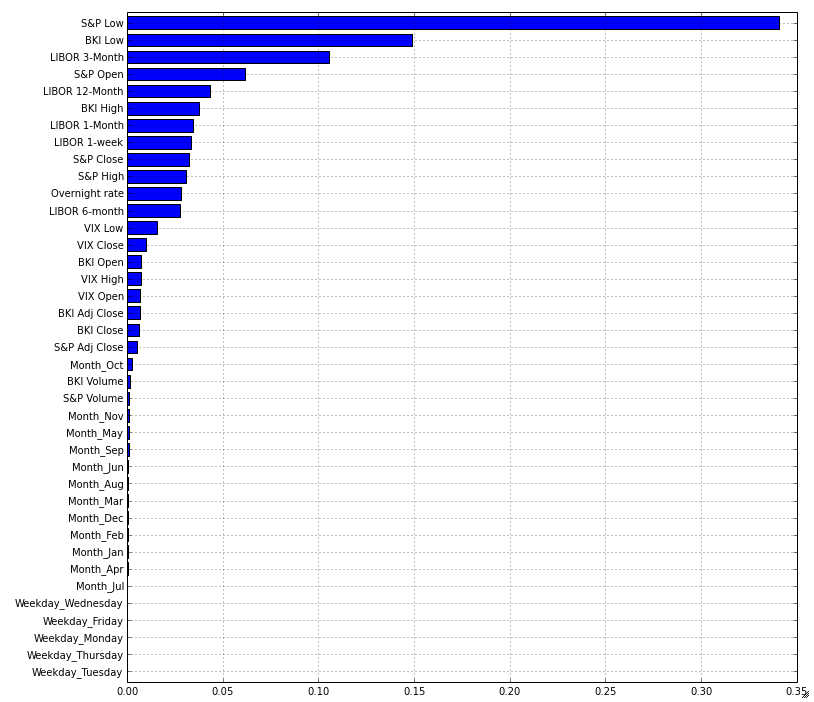 S&P Low
BKI Low
LIBOR 3-Month
S&P Open
LIBOR 12-Month
BKI High
LIBOR 1-Month
LIBOR 1-week
S&P Close
S&P High
Overnight rate
LIBOR 6-month
VIX Low
VIX Close
BKI Open
VIX High
VIX Open
BKI Adj Close
BKI Close
S&P Adj Close
Month_Oct
BKI Volume
S&P Volume
Month_Nov
Month_May
Month_Sep
Month_Jun
Month_Aug
Month_Mar
Month_Dec
Month_Feb
Month_Jan
Month_Apr
Month_Jul
Weekday_Wednesday
Weekday_Friday
Weekday_Monday
Weekday_Thursday
Weekday_Tuesday
0.00 0.05 0.10 0.15 0.20 0.25 0.30 0.35